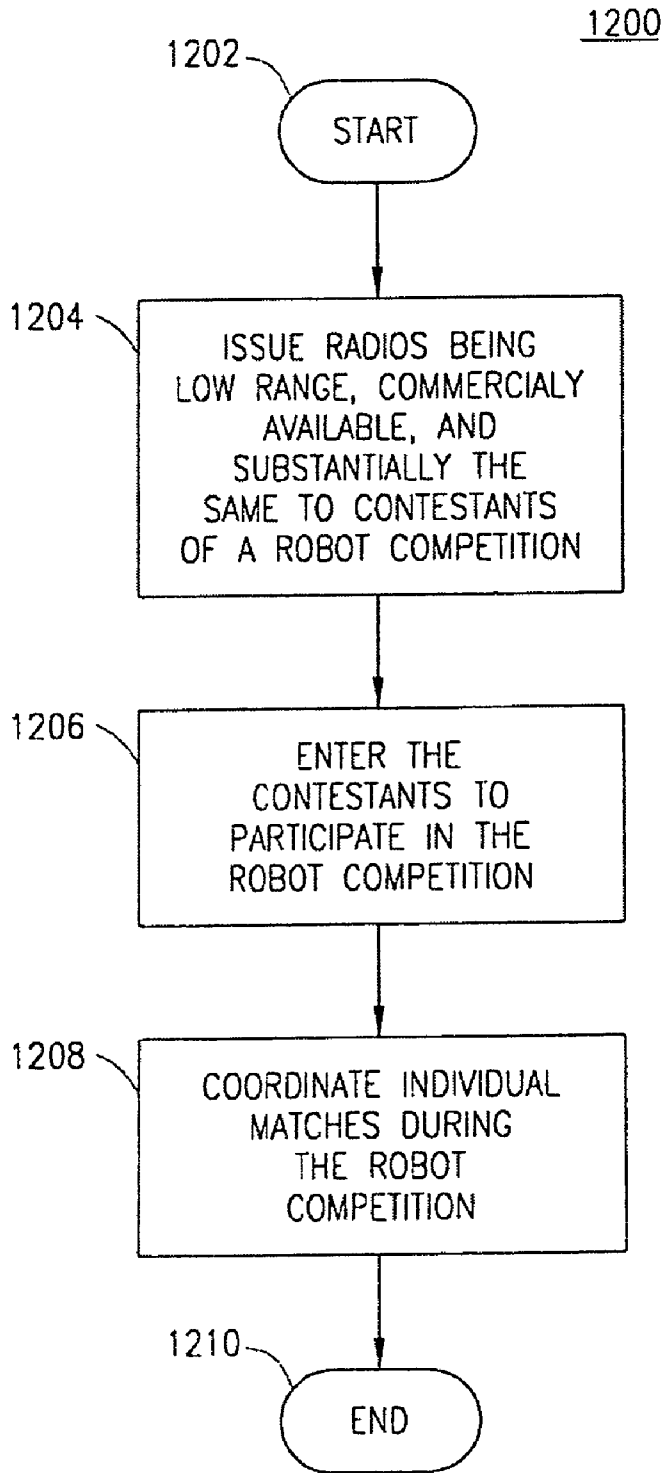 1200
1202
START
1204
ISSUE RADIOS BEING
LOW RANGE, COMMERCIALY
AVAILABLE, AND
SUBSTANTIALLY THE
SAME TO CONTESTANTS
OF A ROBOT COMPETITION
1206
ENTER THE
CONTESTANTS TO
PARTICIPATE IN THE
ROBOT COMPETITION
1208
COORDINATE INDIVIDUAL
MATCHES DURING
THE ROBOT
COMPETITION
1210
END